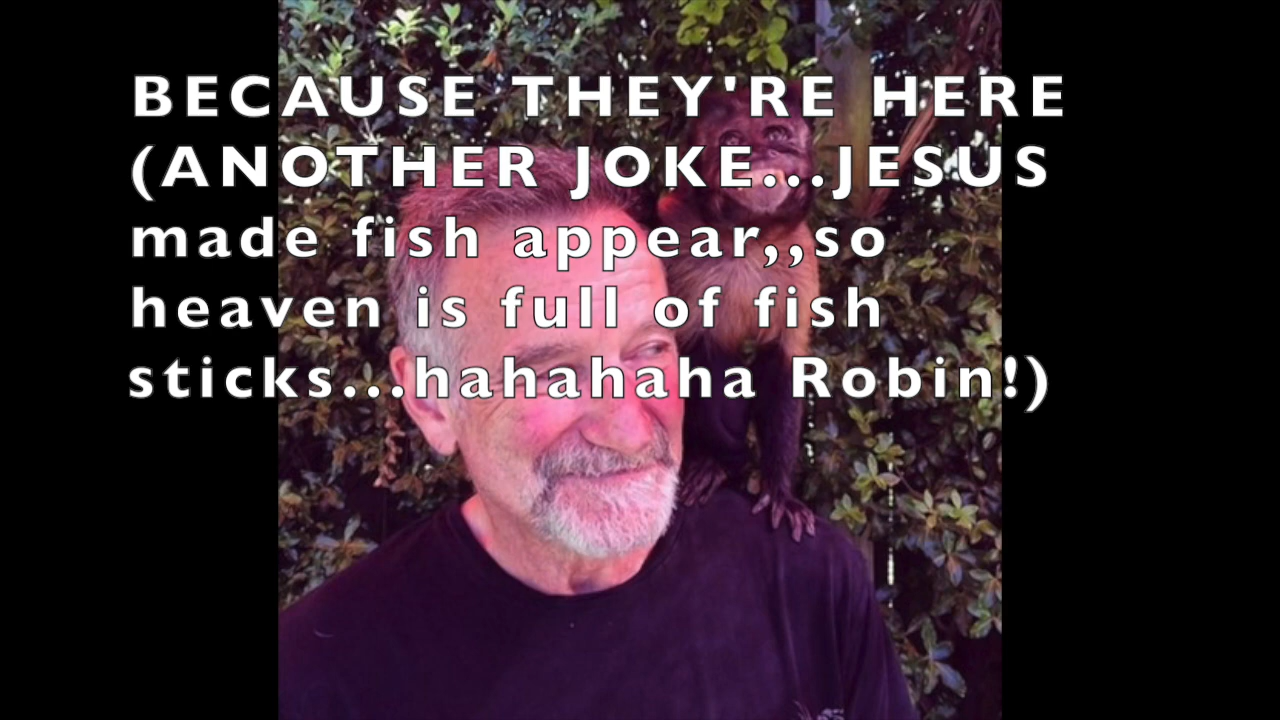 BECAUSE THEY'RE HERE
(ANOTHER JOKE...JESUS
made fish appear,,so
heaven is full of fish
sticks...hahahaha Robin!)